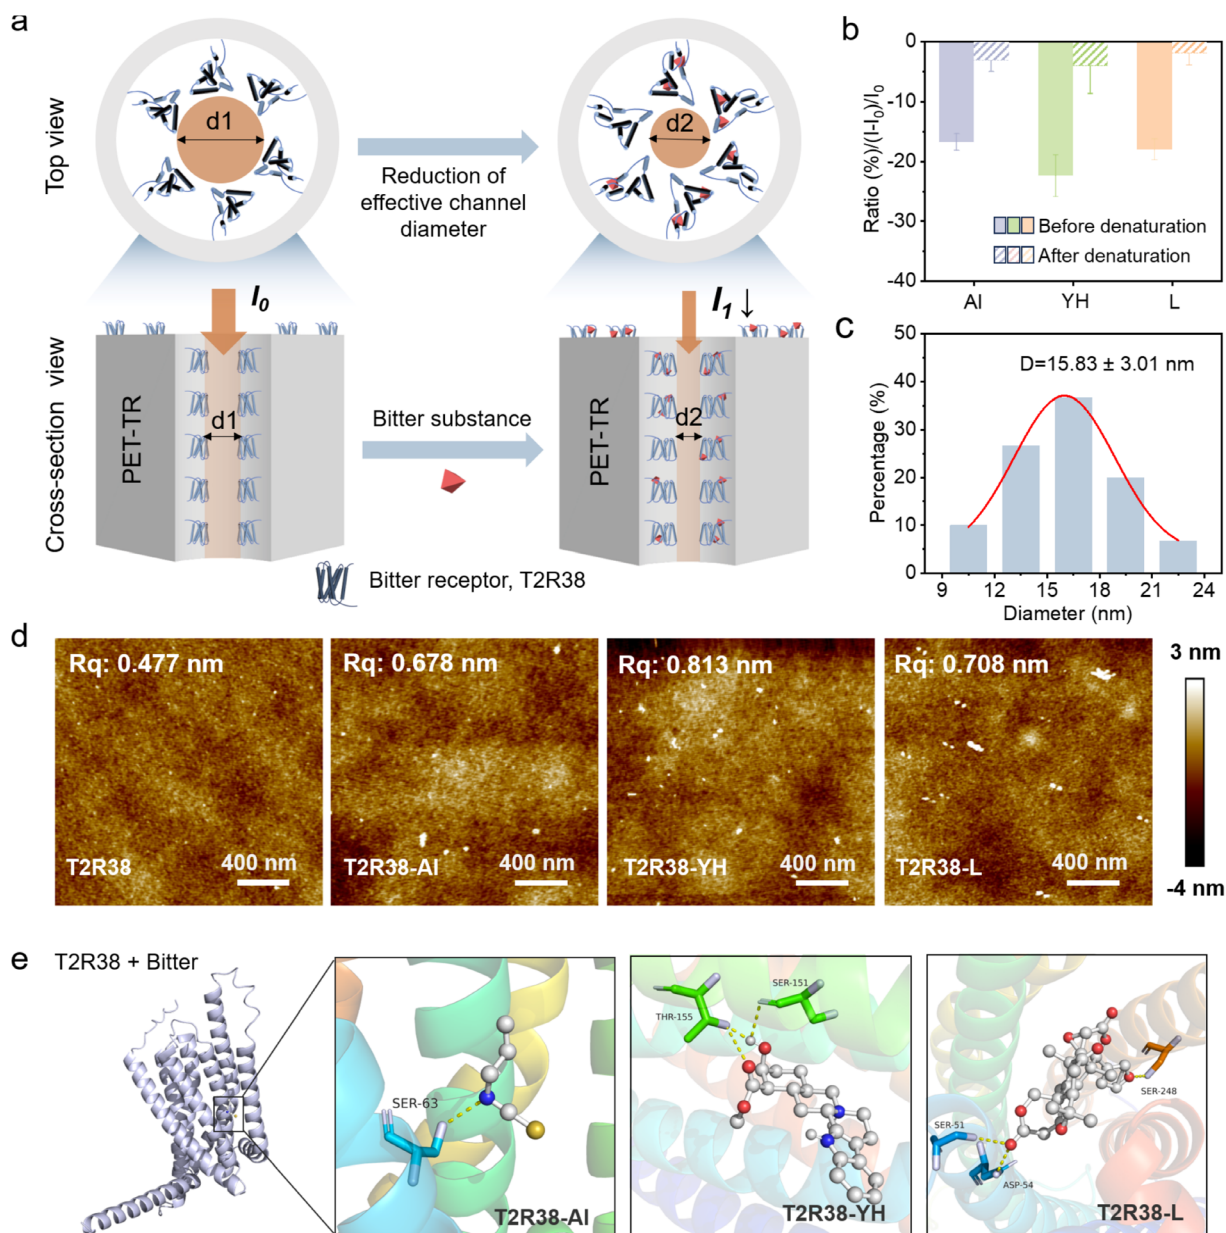 a
Top view
d1
d2
Reduction of
effective channel
diameter
Cross-section view
I0
I1 ↓
PET-TR
d1
Bitter substance
PET-TR
d2
Bitter receptor, T2R38
b
Ratio (%)/(I-I0)/I0
0
-10
-20
-30
-40
Before denaturation
After denaturation
AI
YH
L
c
Percentage (%)
50
40
30
20
10
0
D=15.83 ± 3.01 nm
9 12 15 18 21 24
Diameter (nm)
d
Rq: 0.477 nm
T2R38
400 nm
Rq: 0.678 nm
T2R38-AI
400 nm
Rq: 0.813 nm
T2R38-YH
400 nm
Rq: 0.708 nm
T2R38-L
400 nm
3 nm
-4 nm
e
T2R38 + Bitter
SER-63
T2R38-AI
THR-155
SER-151
T2R38-YH
SER-248
SER-51
ASP-54
T2R38-L